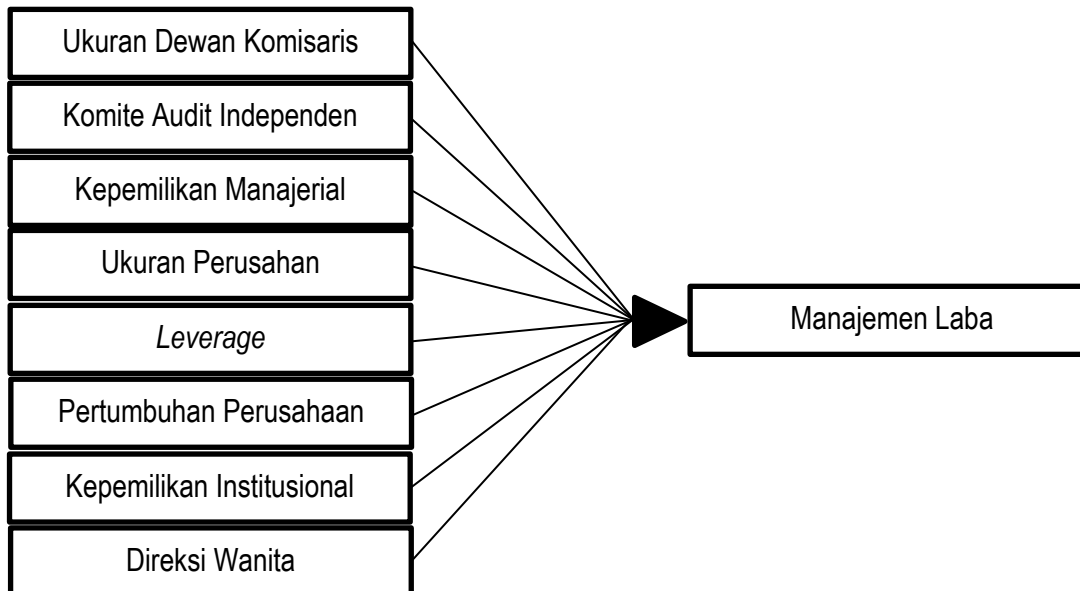 Ukuran Dewan Komisaris
Komite Audit Independen
Kepemilikan Manajerial
Ukuran Perusahan
Leverage
Pertumbuhan Perusahaan
Kepemilikan Institusional
Direksi Wanita
Manajemen Laba